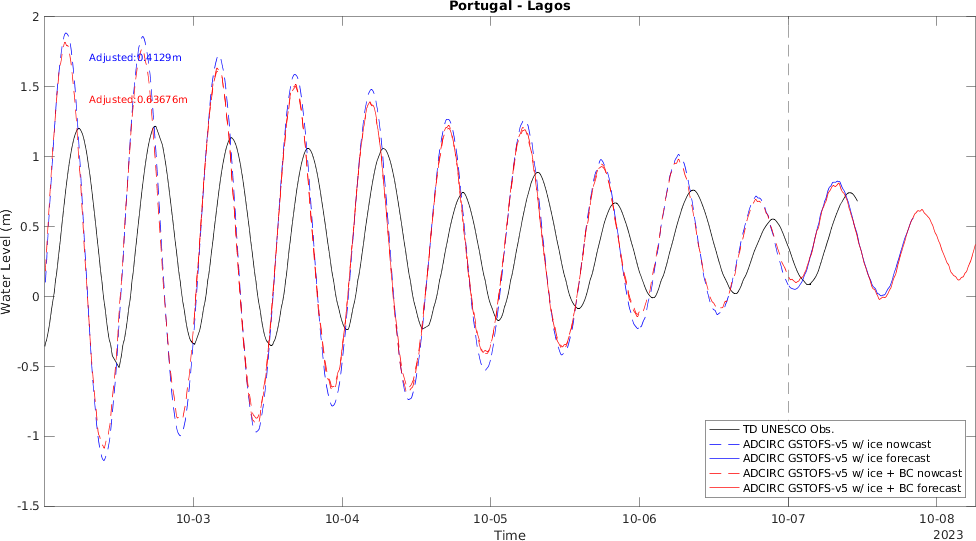 Portugal - Lagos
Adjusted:0.4129m
Adjusted:0.63676m
Water Level (m)
2
1.5
1
0.5
0
-0.5
-1
-1.5
10-03
10-04
10-05
10-06
10-07
10-08
Time
2023
TD UNESCO Obs.
ADCIRC GSTOFS-v5 w/ ice nowcast
ADCIRC GSTOFS-v5 w/ ice forecast
ADCIRC GSTOFS-v5 w/ ice + BC nowcast
ADCIRC GSTOFS-v5 w/ ice + BC forecast